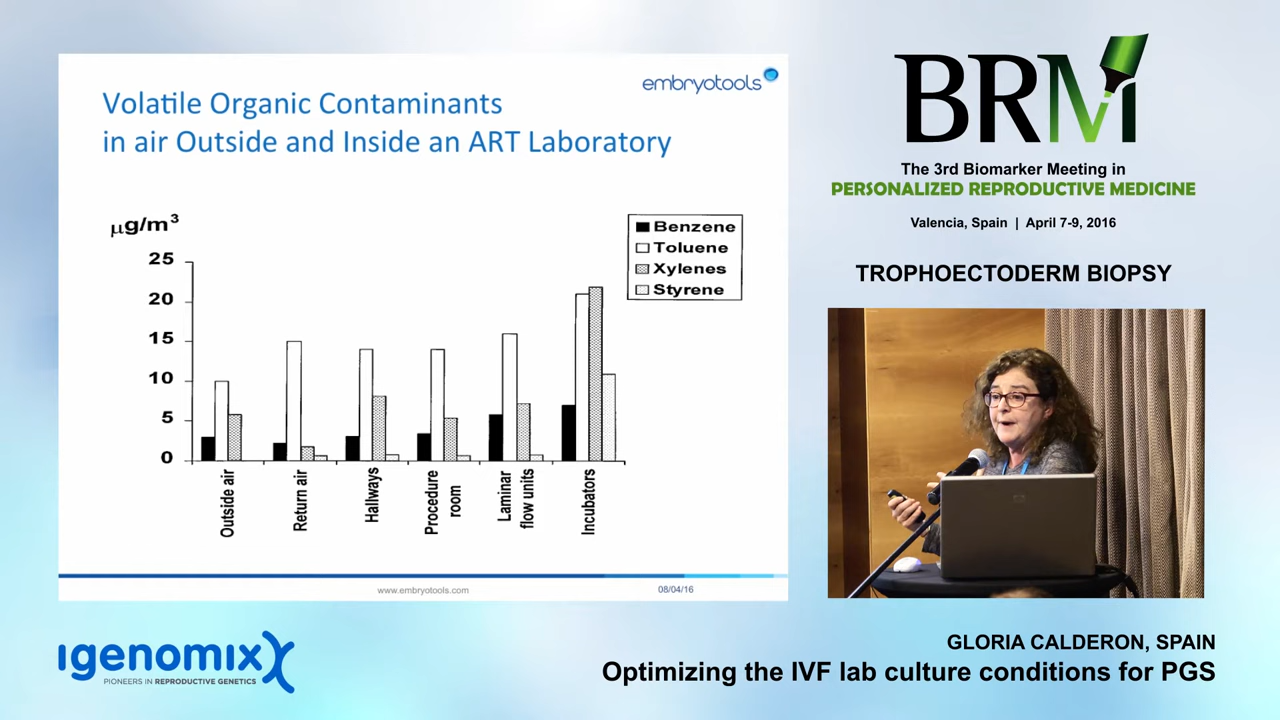 embryotools
Volatile Organic Contaminants
in air Outside and Inside an ART Laboratory
µg/m³
25
20
15
10
5
0
Benzene
Toluene
Xylenes
Styrene
Outside air
Return air
Hallways
Procedure
room
Laminar
flow units
Incubators
www.embryotools.com
08/04/16
BRM
The 3rd Biomarker Meeting in
PERSONALIZED REPRODUCTIVE MEDICINE
Valencia, Spain | April 7-9, 2016
TROPHOECTODERM BIOPSY
igenomix
PIONEERS IN REPRODUCTIVE GENETICS
GLORIA CALDERON, SPAIN
Optimizing the IVF lab culture conditions for PGS